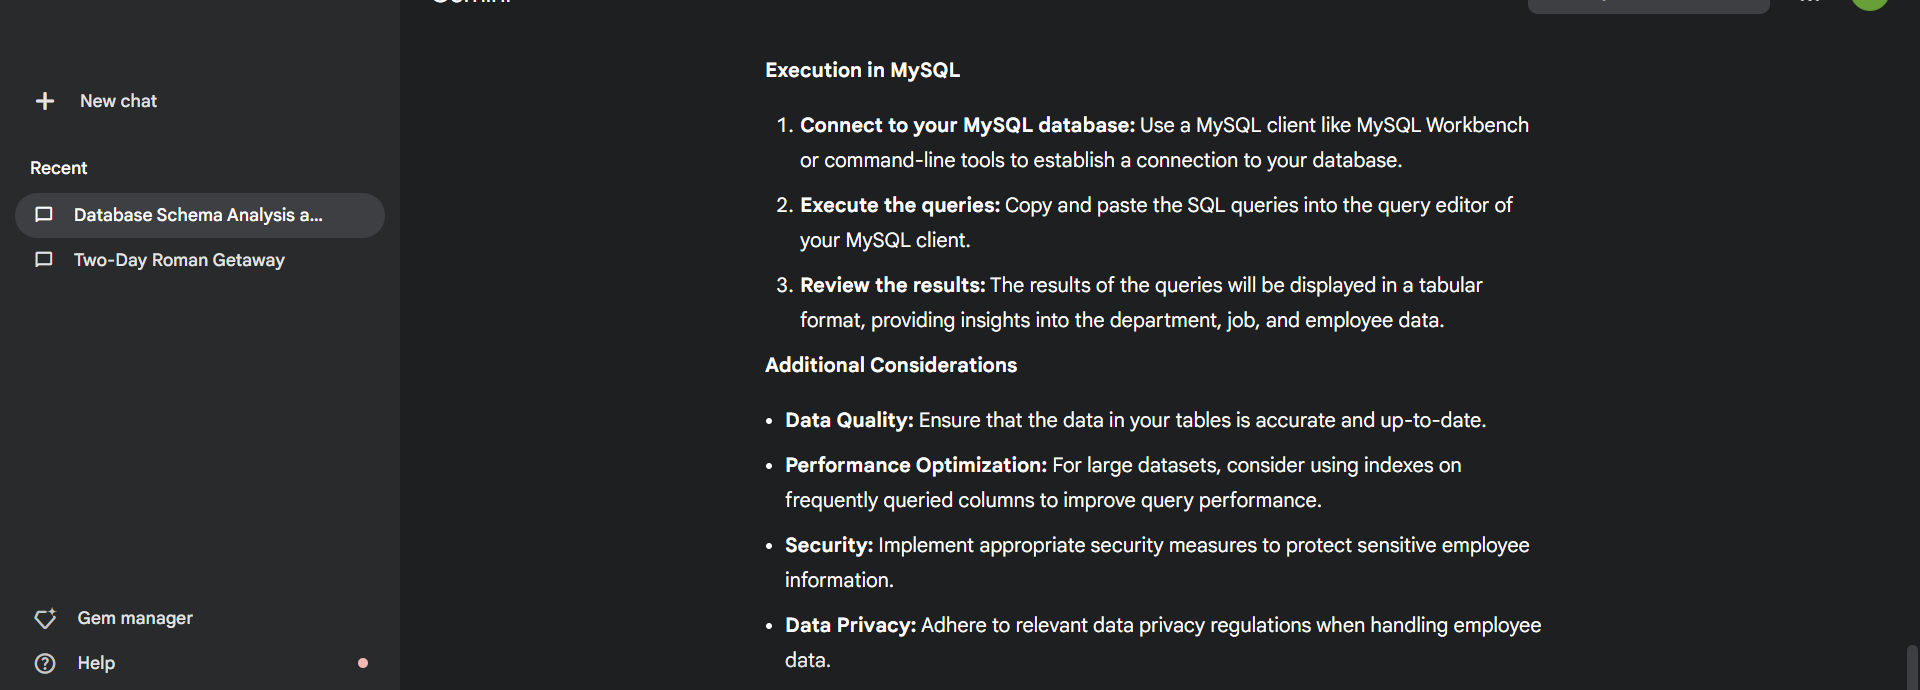 Gemini
New chat
Recent
Database Schema Analysis a...
Two-Day Roman Getaway
Gem manager
Help
Execution in MySQL
1. Connect to your MySQL database: Use a MySQL client like MySQL Workbench
or command-line tools to establish a connection to your database.
2. Execute the queries: Copy and paste the SQL queries into the query editor of
your MySQL client.
3. Review the results: The results of the queries will be displayed in a tabular
format, providing insights into the department, job, and employee data.
Additional Considerations
• Data Quality: Ensure that the data in your tables is accurate and up-to-date.
• Performance Optimization: For large datasets, consider using indexes on
frequently queried columns to improve query performance.
• Security: Implement appropriate security measures to protect sensitive employee
information.
• Data Privacy: Adhere to relevant data privacy regulations when handling employee
data.